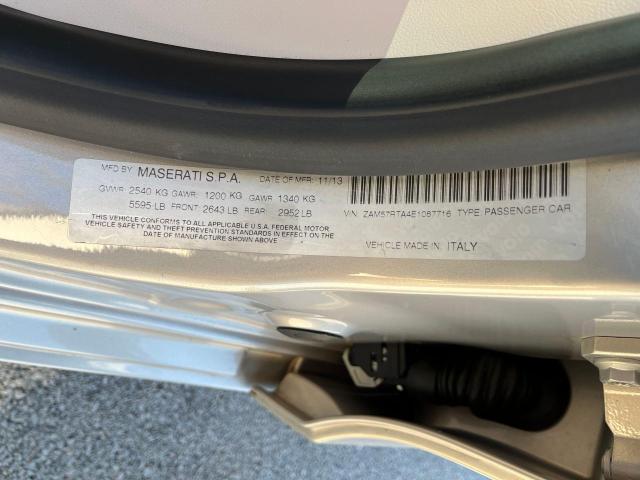 MFD BY MASERATI S.P.A. DATE OF MFR: 11/13
GVWR: 2540 KG GAWR: 1200 KG GAWR: 1340 KG
5595 LB FRONT: 2643 LB REAR: 2952 LB
THIS VEHICLE CONFORMS TO ALL APPLICABLE U.S.A. FEDERAL MOTOR
VEHICLE SAFETY AND THEFT PREVENTION STANDARDS IN EFFECT ON THE
DATE OF MANUFACTURE SHOWN ABOVE
VIN: ZAM57RTA4E1087716 TYPE: PASSENGER CAR
VEHICLE MADE IN: ITALY